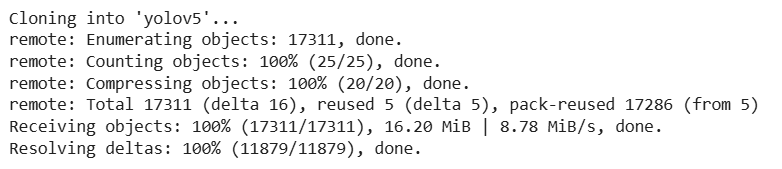 Cloning into 'yolov5'...
remote: Enumerating objects: 17311, done.
remote: Counting objects: 100% (25/25), done.
remote: Compressing objects: 100% (20/20), done.
remote: Total 17311 (delta 16), reused 5 (delta 5), pack-reused 17286 (from 5)
Receiving objects: 100% (17311/17311), 16.20 MiB | 8.78 MiB/s, done.
Resolving deltas: 100% (11879/11879), done.